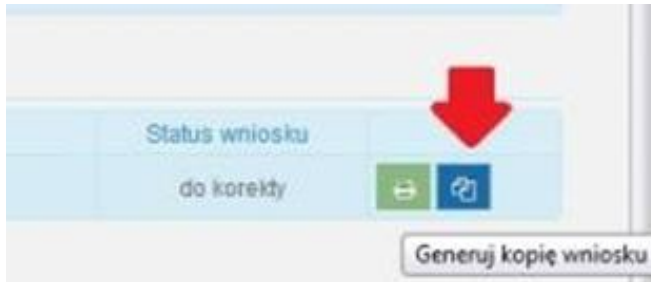 Status wniosku
do korekty
Generuj kopię wniosku